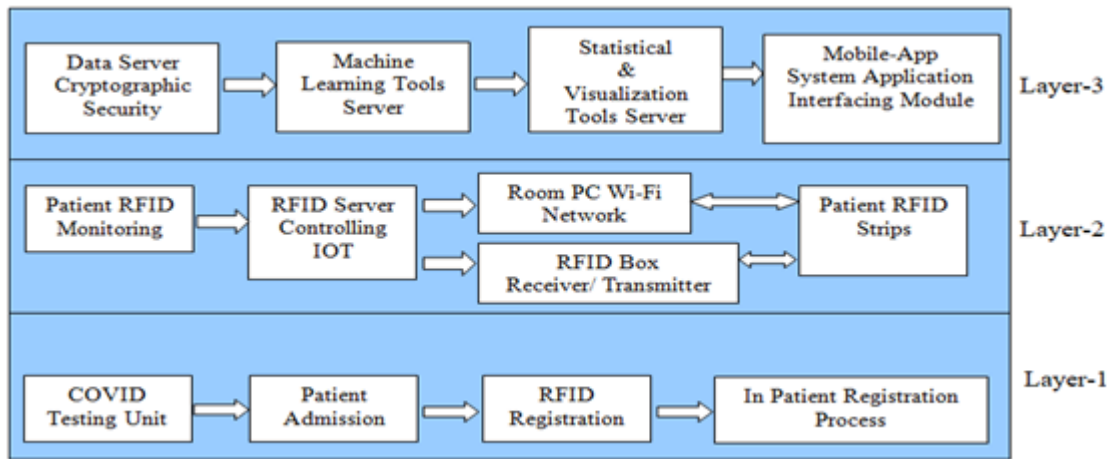 Data Server
Cryptographic
Security
Machine
Learning Tools
Server
Statistical
&
Visualization
Tools Server
Mobile-App
System Application
Interfacing Module
Layer-3
Patient RFID
Monitoring
RFID Server
Controlling
IOT
Room PC Wi-Fi
Network
RFID Box
Receiver/ Transmitter
Patient RFID
Strips
Layer-2
COVID
Testing Unit
Patient
Admission
RFID
Registration
In Patient Registration
Process
Layer-1